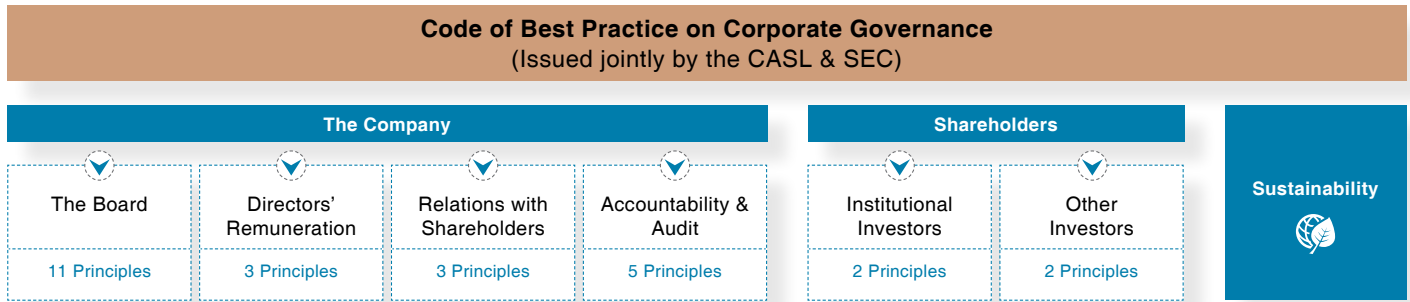 Code of Best Practice on Corporate Governance
(Issued jointly by the CASL & SEC)
The Company
The Board
11 Principles
Directors'
Remuneration
3 Principles
Relations with
Shareholders
3 Principles
Accountability &
Audit
5 Principles
Shareholders
Institutional
Investors
2 Principles
Other
Investors
2 Principles
Sustainability